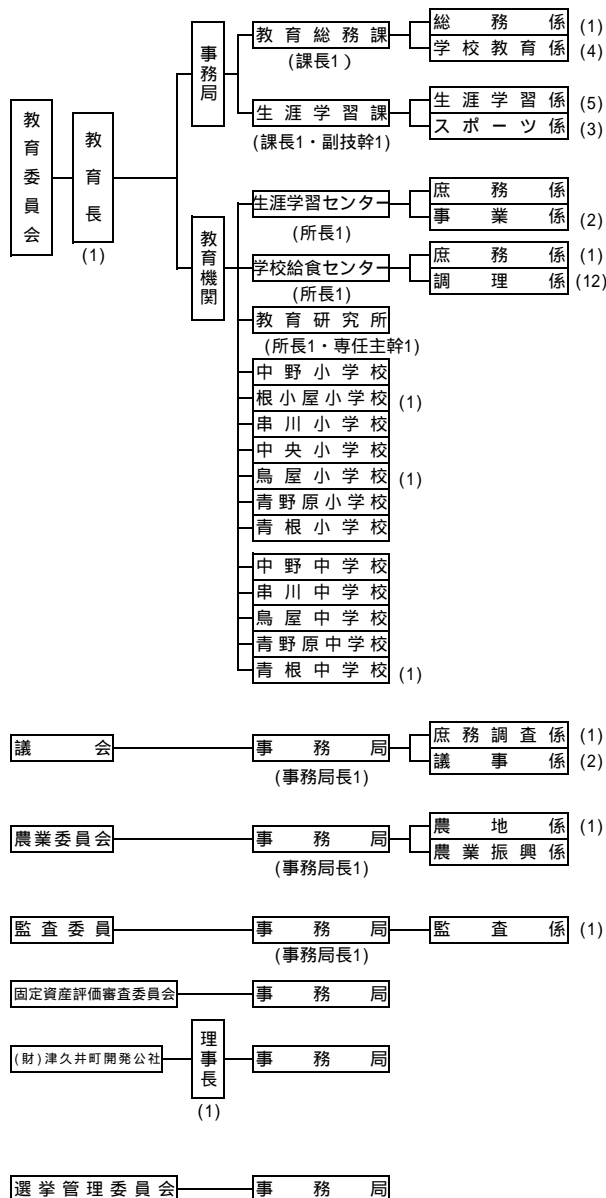 教育委員会
教育長
(1)
事務局
教育総務課
(課長1)
総務係 (1)
学校教育係 (4)
生涯学習課
(課長1・副技幹1)
生涯学習係 (5)
スポーツ係 (3)
教育機関
生涯学習センター
(所長1)
庶務係
事業係 (2)
学校給食センター
(所長1)
庶務係 (1)
調理係 (12)
教育研究所
(所長1・専任主幹1)
中野小学校
根小屋小学校 (1)
串川小学校
中央小学校
鳥屋小学校 (1)
青野原小学校
青根小学校
中野中学校
串川中学校
鳥屋中学校
青野原中学校
青根中学校 (1)
議会
事務局
(事務局長1)
庶務調査係 (1)
議事係 (2)
農業委員会
事務局
(事務局長1)
農地係 (1)
農業振興係
監査委員
事務局
(事務局長1)
監査係 (1)
固定資産評価審査委員会
事務局
(財)津久井町開発公社
理事長
(1)
事務局
選挙管理委員会
事務局